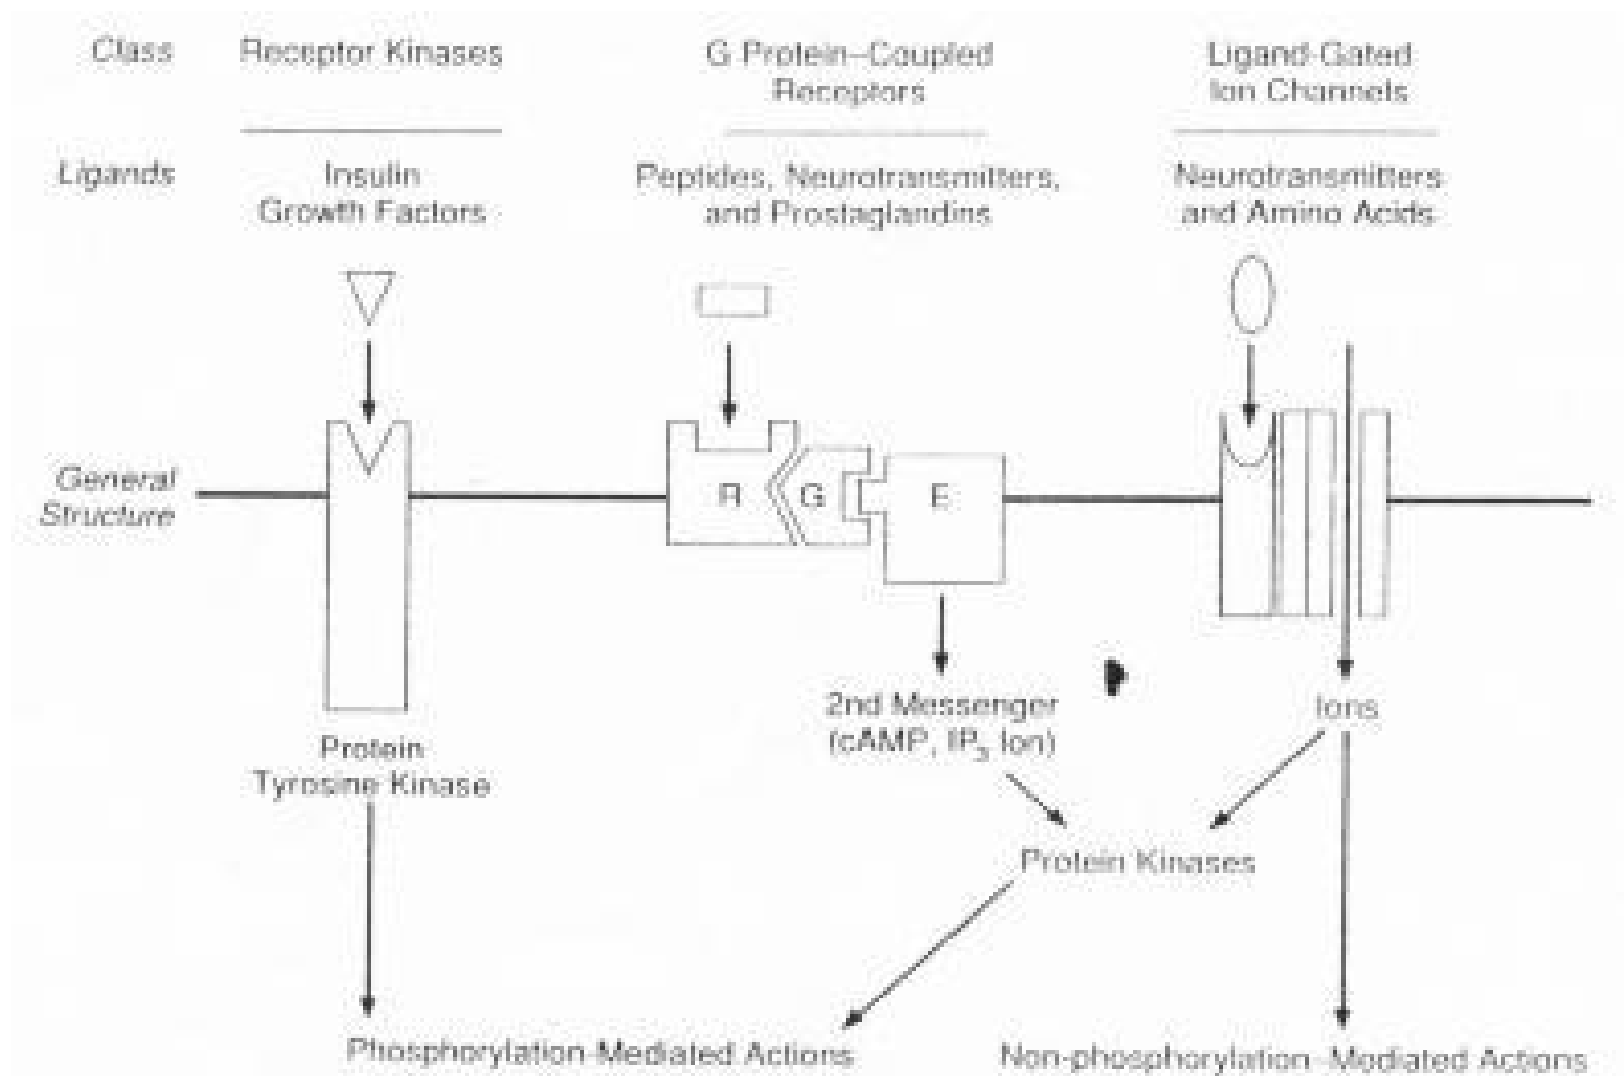 Class
Receptor Kinases
G Protein–Coupled
Receptors
Ligand-Gated
Ion Channels
Ligands
Insulin
Growth Factors
Peptides, Neurotransmitters,
and Prostaglandins
Neurotransmitters
and Amino Acids
General
Structure
R
G
E
2nd Messenger
(cAMP, IP₃ Ion)
Ions
Protein
Tyrosine Kinase
Protein Kinases
Phosphorylation-Mediated Actions
Non-phosphorylation-Mediated Actions